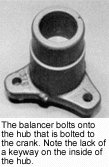 The balancer bolts onto
the hub that is bolted to
the crank. Note the lack
of a keyway on the inside of
the hub.